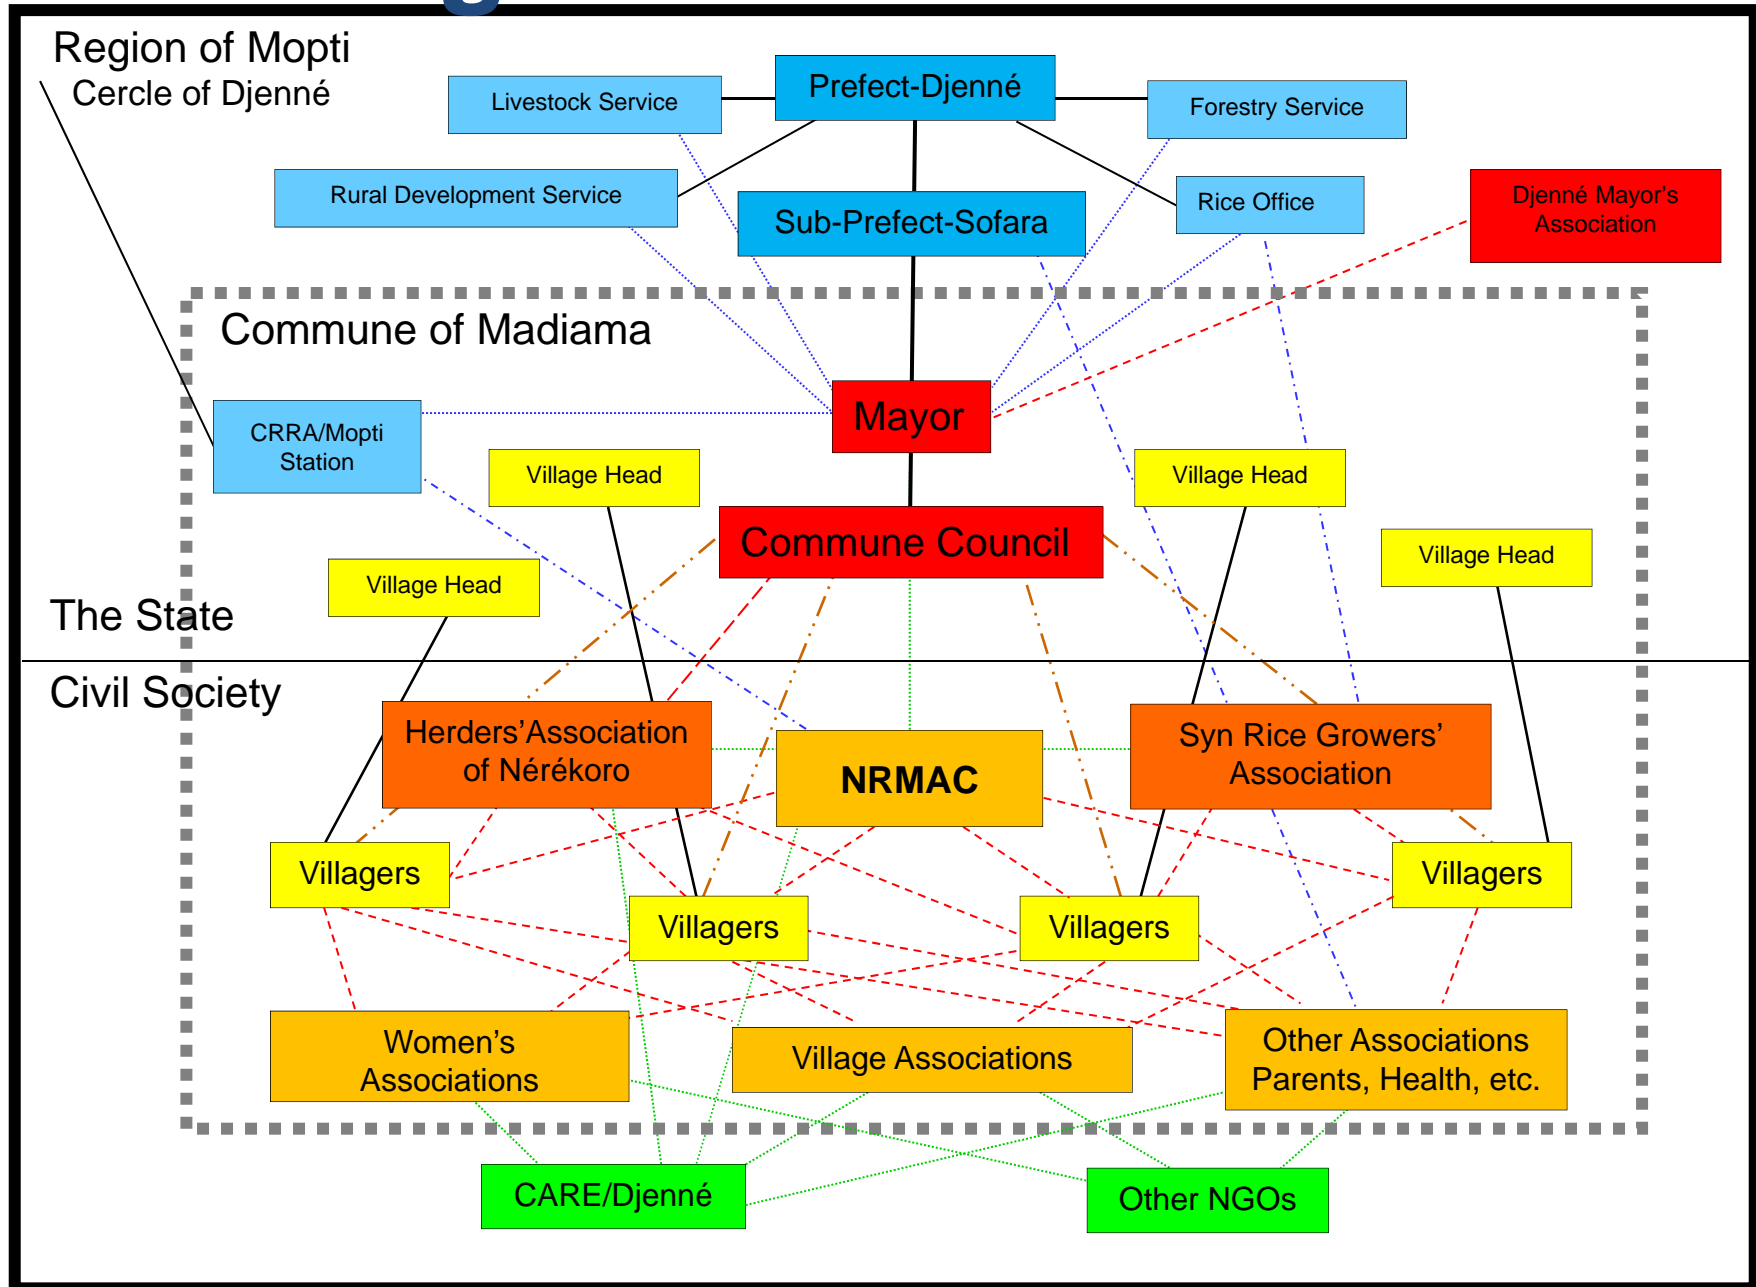 Region of Mopti
Cercle of Djenné
Prefect-Djenné
Livestock Service
Forestry Service
Rural Development Service
Sub-Prefect-Sofara
Rice Office
Djenné Mayor's
Association
Commune of Madiama
Mayor
CRRA/Mopti
Station
Village Head
Village Head
Commune Council
Village Head
Village Head
The State
Civil Society
Herders'Association
of Nérékoro
NRMAC
Syn Rice Growers'
Association
Villagers
Villagers
Villagers
Villagers
Women's
Associations
Village Associations
Other Associations
Parents, Health, etc.
CARE/Djenné
Other NGOs